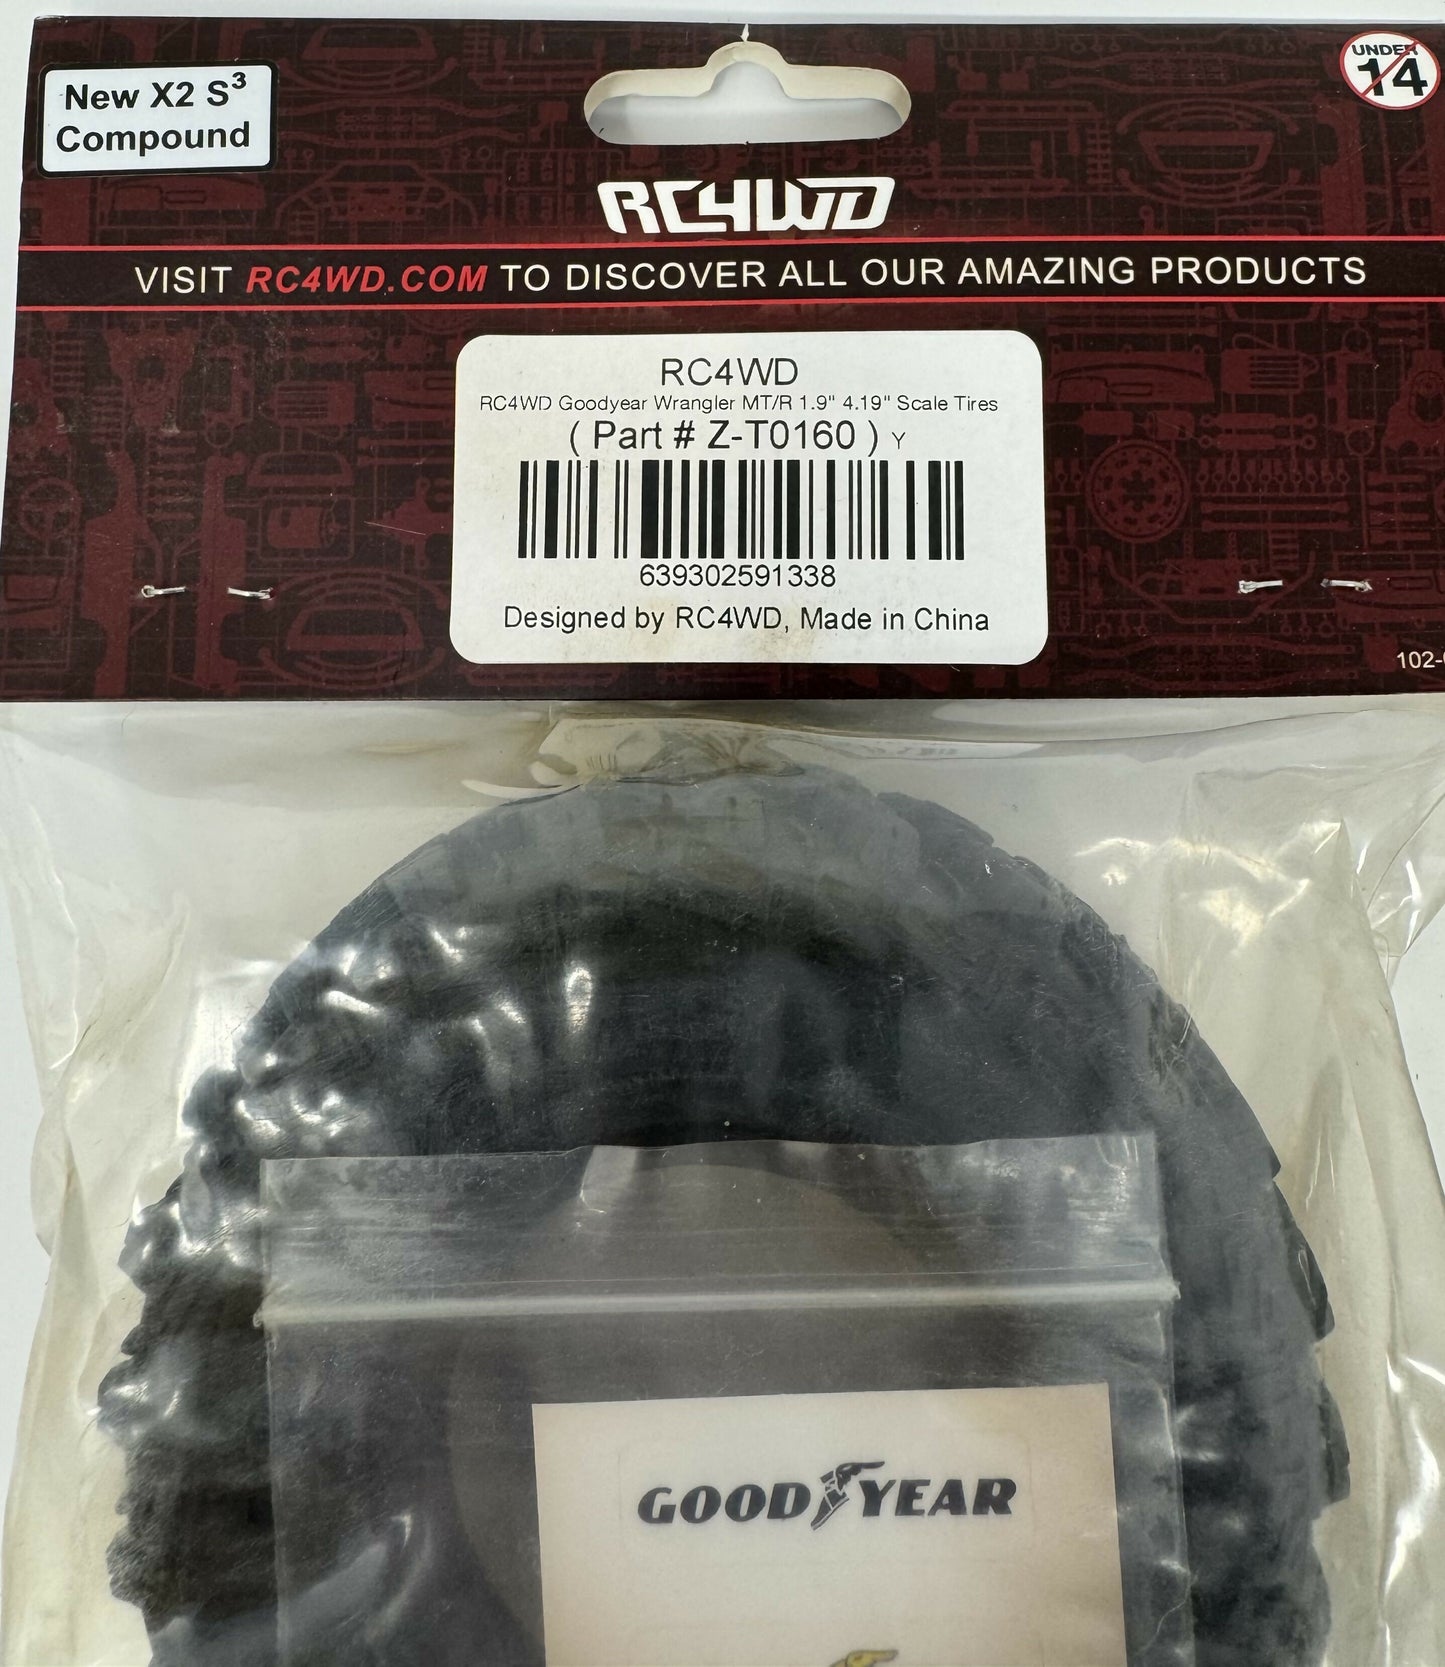 New X2 S³
Compound
UNDER
14
RC4WD
VISIT RC4WD.COM TO DISCOVER ALL OUR AMAZING PRODUCTS
RC4WD
RC4WD Goodyear Wrangler MT/R 1.9" 4.19" Scale Tires
( Part # Z-T0160 ) Y
639302591338
Designed by RC4WD, Made in China
102-
GOODYEAR